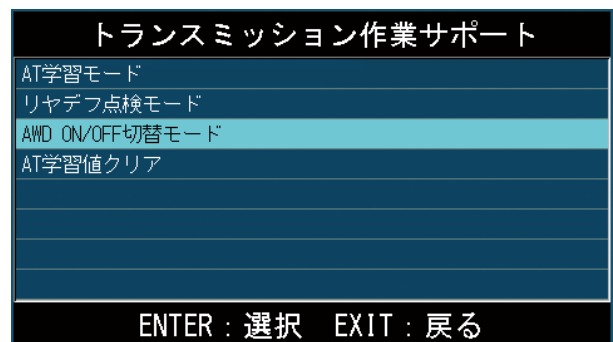 トランスミッション作業サポート
AT学習モード
リヤデフ点検モード
AWD ON/OFF切替モード
AT学習値クリア
ENTER：選択　EXIT：戻る